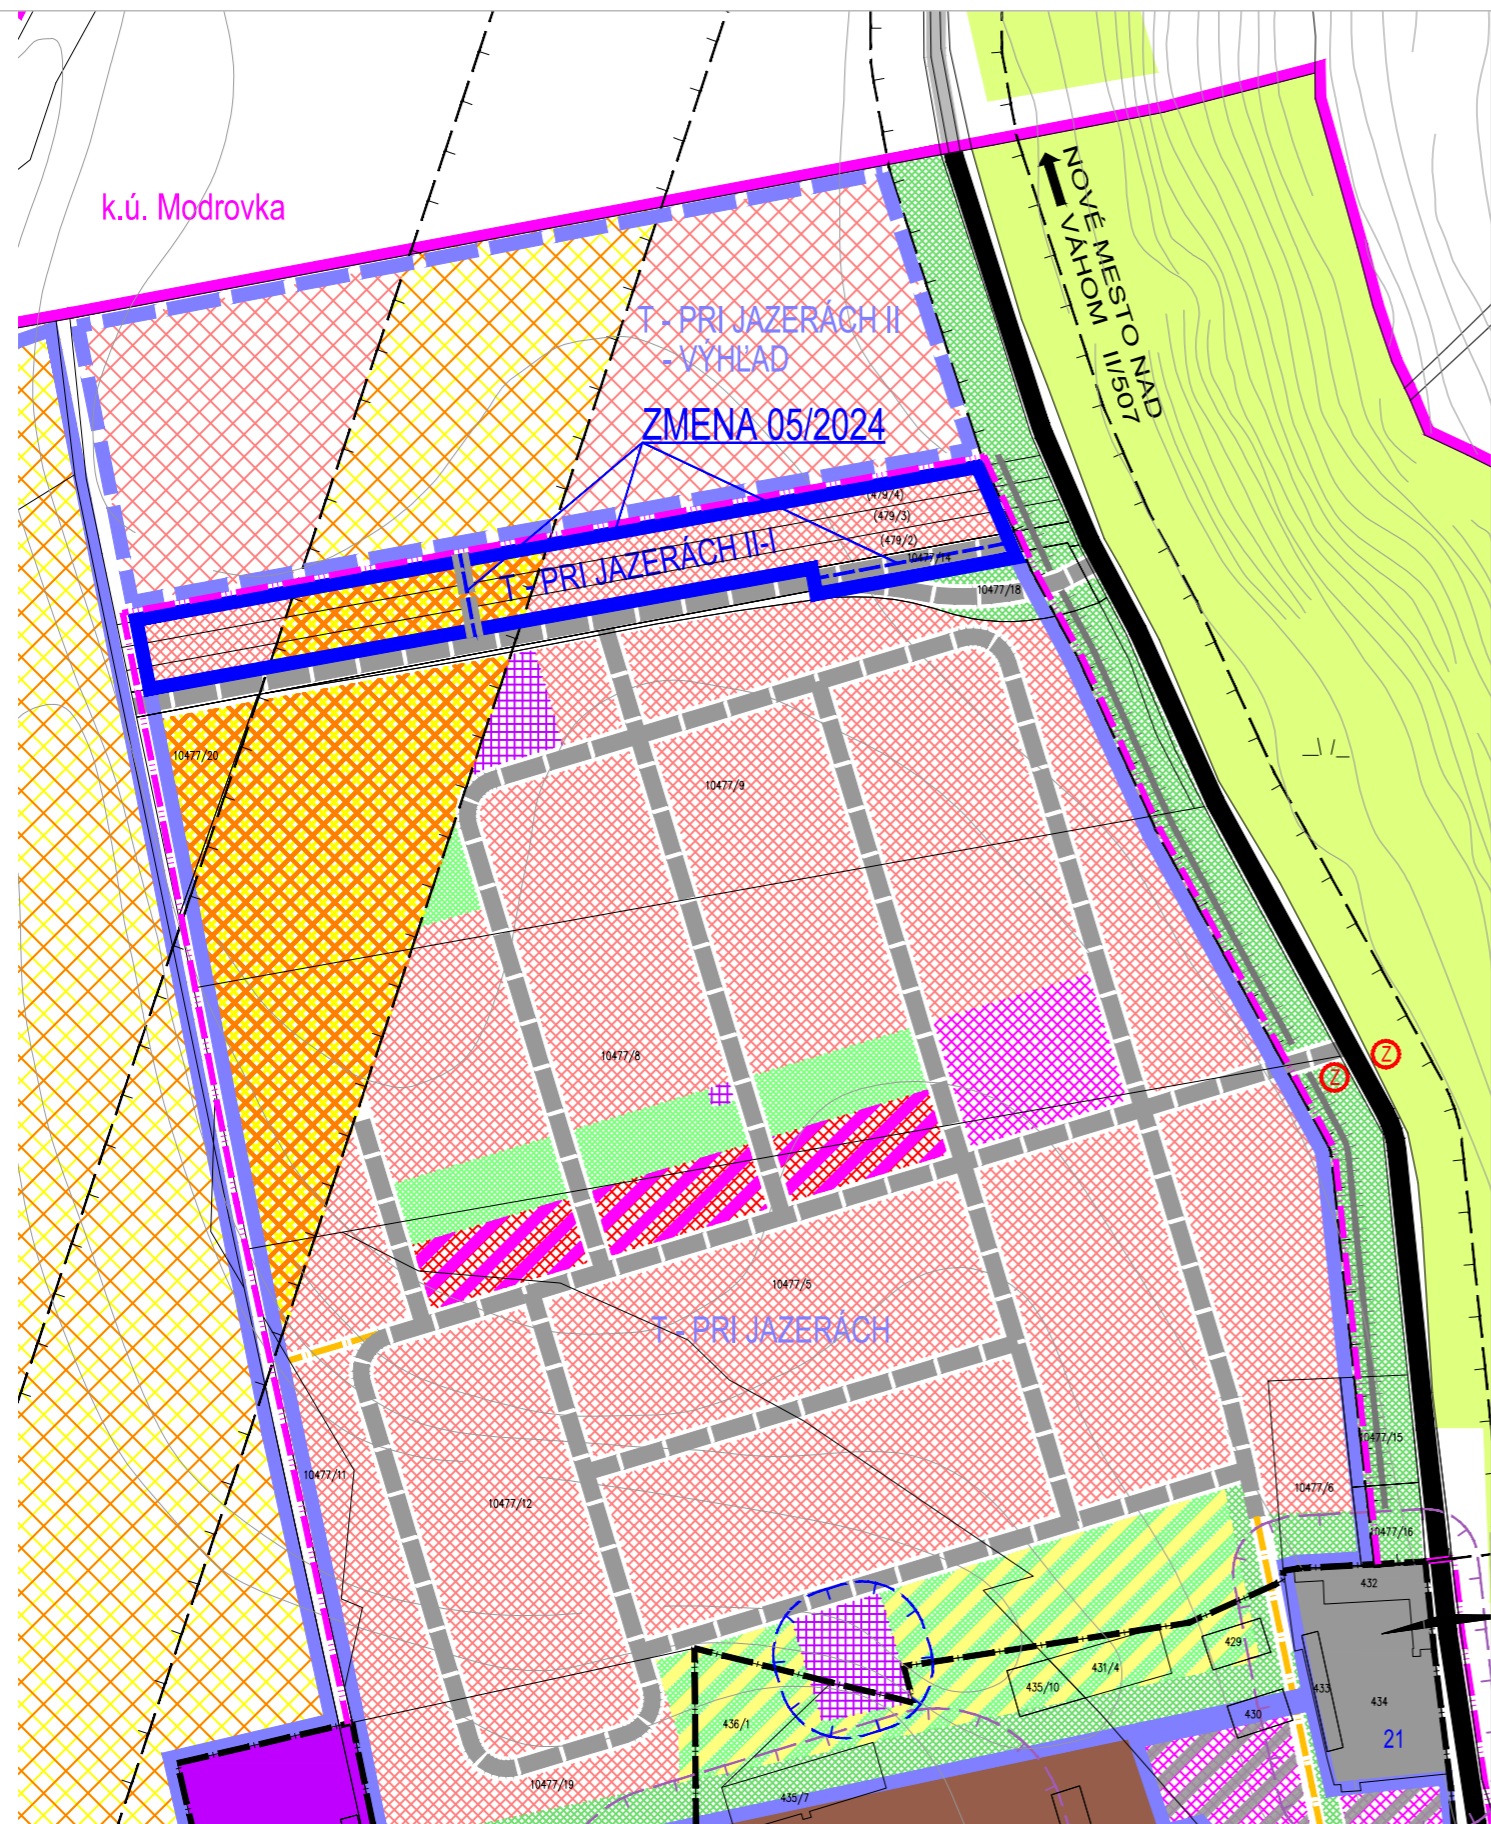 k.ú. Modrovka
NOVÉ MESTO NAD
VÁHOM II/507
T - PRI JAZERÁCH II
- VÝHĽAD
ZMENA 05/2024
(479/4)
(479/3)
(479/2)
T - PRI JAZERÁCH II-I
10477/14
10477/18
10477/20
10477/9
10477/8
Z
Z
10477/5
T - PRI JAZERÁCH
10477/15
10477/11
10477/12
10477/6
10477/16
432
429
431/4
435/10
433
434
430
436/1
21
10477/19
435/7